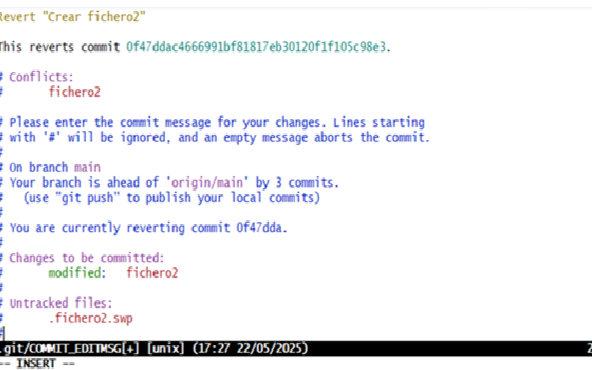 Revert "Crear fichero2"
This reverts commit 0f47ddac4666991bf81817eb30120f1f105c98e3.
# Conflicts:
#       fichero2
# Please enter the commit message for your changes. Lines starting
# with '#' will be ignored, and an empty message aborts the commit.
#
# On branch main
# Your branch is ahead of 'origin/main' by 3 commits.
#   (use "git push" to publish your local commits)
#
# You are currently reverting commit 0f47dda.
#
# Changes to be committed:
#       modified:   fichero2
#
# Untracked files:
#       .fichero2.swp
#
.git/COMMIT_EDITMSG[+] [unix] (17:27 22/05/2025) 2
-- INSERT --